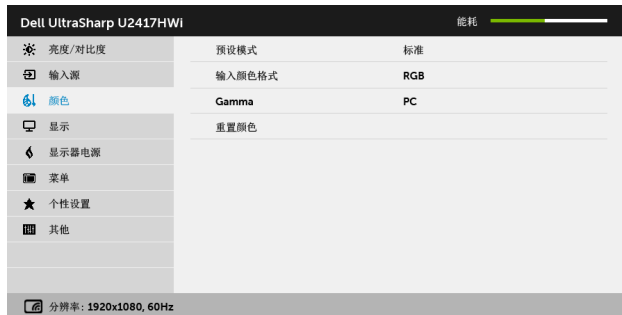 Dell UltraSharp U2417HWi 能耗
亮度/对比度 预设模式 标准
输入源 输入颜色格式 RGB
颜色 Gamma PC
显示 重置颜色
显示器电源
菜单
个性设置
其他
分辨率: 1920x1080, 60Hz